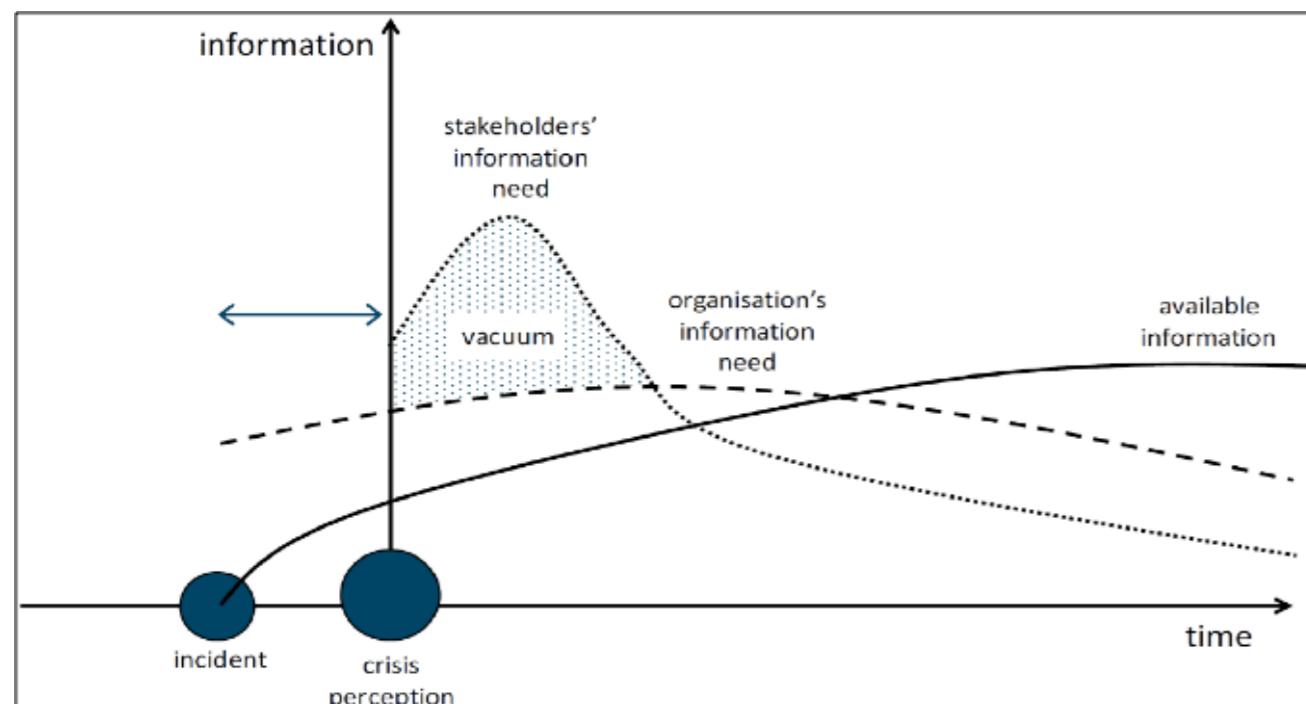 information
stakeholders’
information
need
vacuum
organisation’s
information
need
available
information
time
incident
crisis
perception